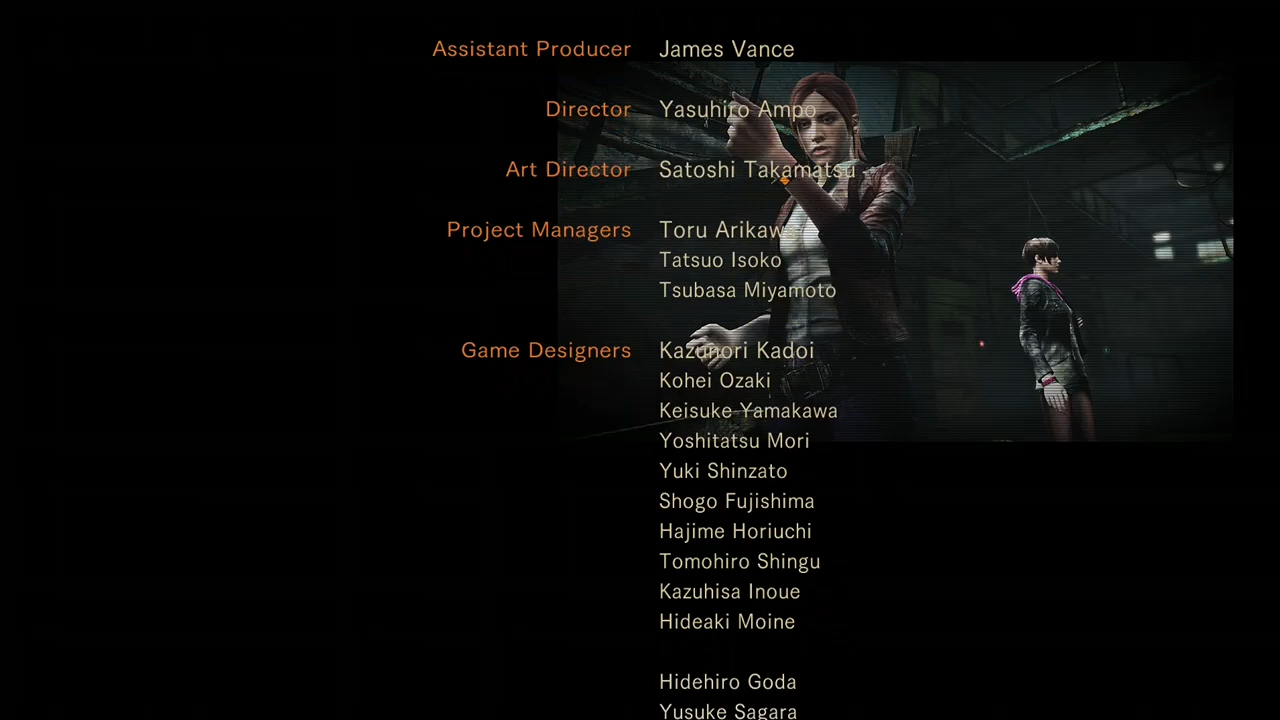 Assistant Producer James Vance
Director Yasuhiro Ampo
Art Director Satoshi Takamatsu
Project Managers Toru Arikawa
Tatsuo Isoko
Tsubasa Miyamoto
Game Designers Kazunori Kadoi
Kohei Ozaki
Keisuke Yamakawa
Yoshitatsu Mori
Yuki Shinzato
Shogo Fujishima
Hajime Horiuchi
Tomohiro Shingu
Kazuhisa Inoue
Hideaki Moine
Hidehiro Goda
Yusuke Sagara